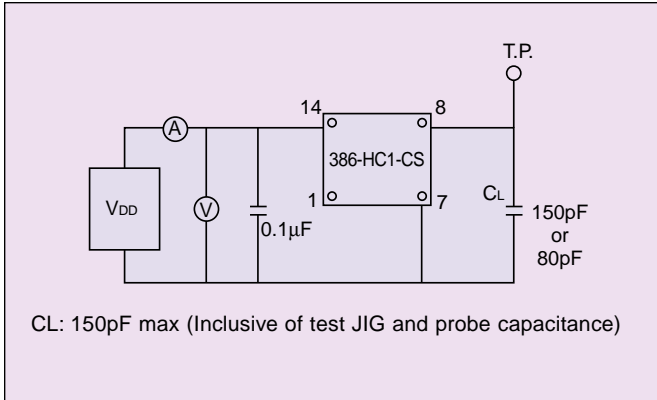 T.P.
14
8
A
386-HC1-CS
VDD
V
1
7
CL
0.1μF
150pF
or
80pF
CL: 150pF max (Inclusive of test JIG and probe capacitance)